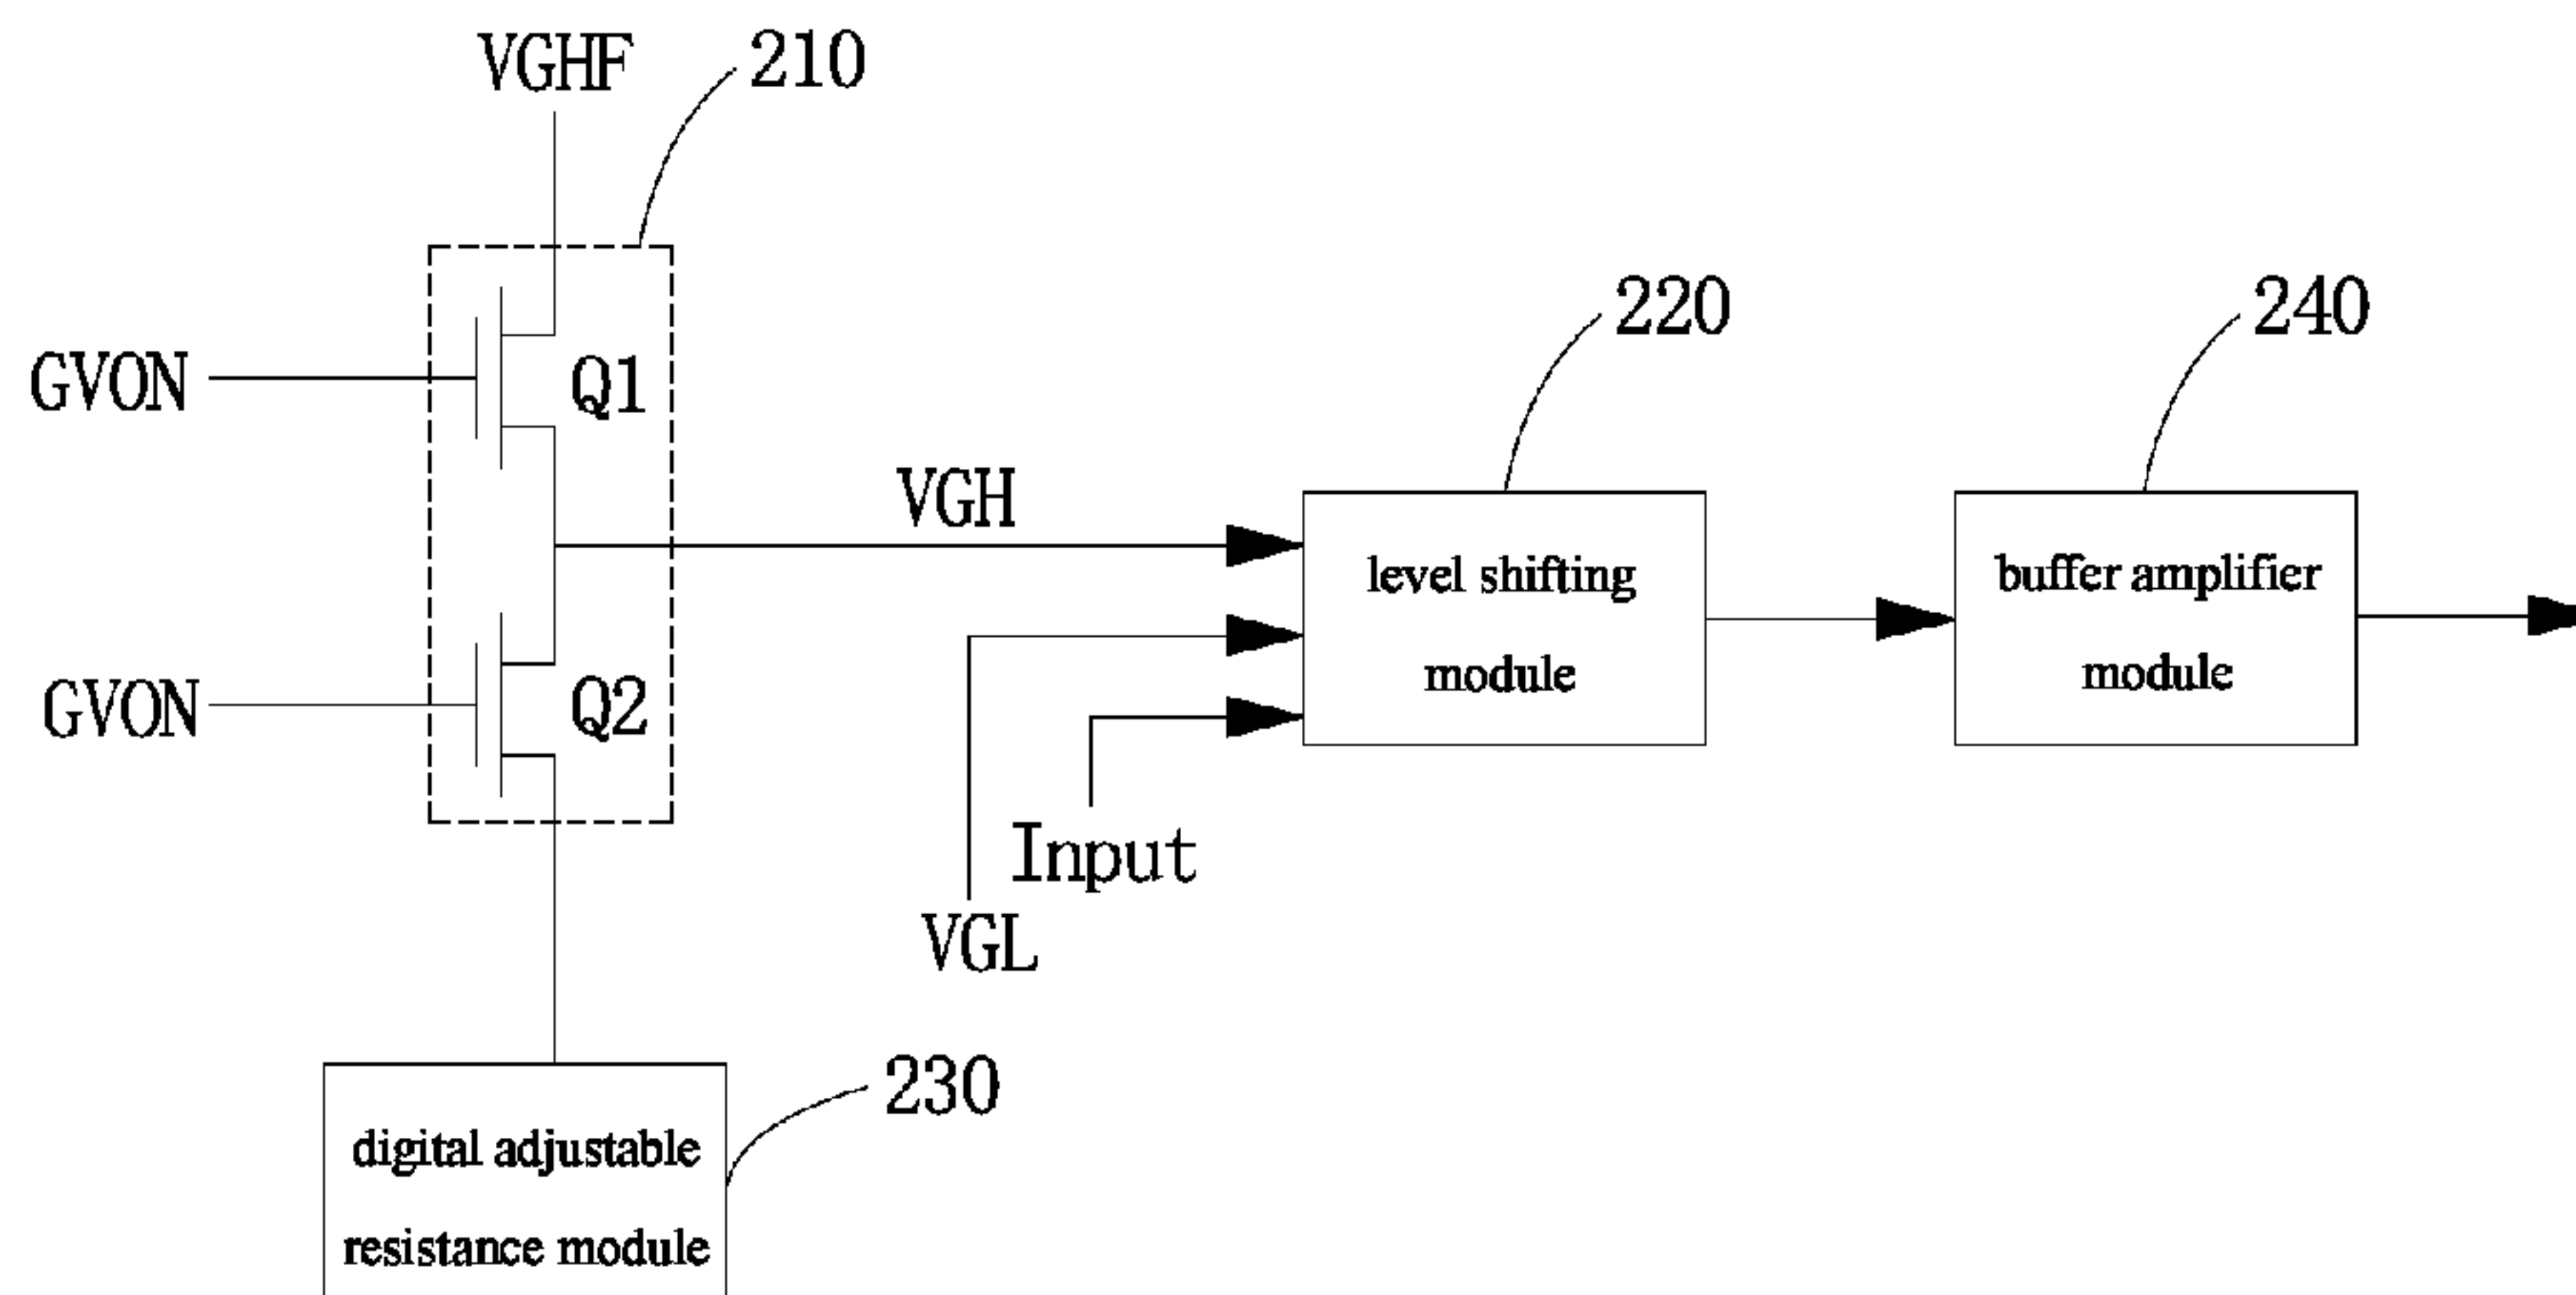 VGHF
210
GVON
Q1
220
240
VGH
level shifting
module
buffer amplifier
module
GVON
Q2
Input
VGL
230
digital adjustable
resistance module